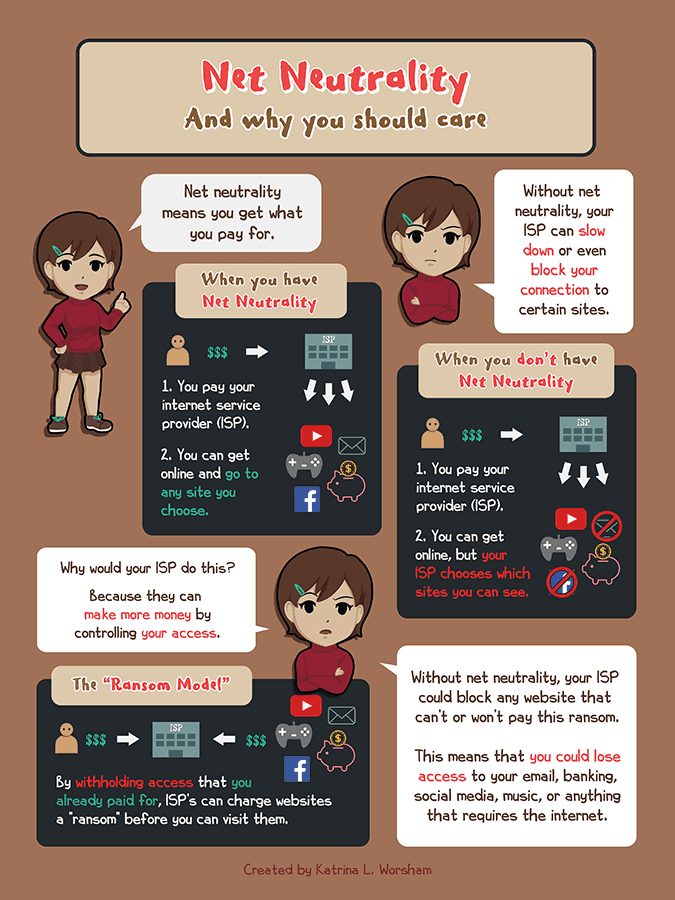 Net Neutrality
And why you should care
Net neutrality
means you get what
you pay for.
Without net
neutrality, your
ISP can slow
down or even
block your
connection to
certain sites.
When you have
Net Neutrality
$$$
ISP
1. You pay your
internet service
provider (ISP).
2. You can get
online and go to
any site you
choose.
$
f
When you don't have
Net Neutrality
$$$
ISP
1. You pay your
internet service
provider (ISP).
2. You can get
online, but your
ISP chooses which
sites you can see.
$
f
Why would your ISP do this?
Because they can
make more money by
controlling your access.
The "Ransom Model"
$$$
ISP
$$$
$
f
By withholding access that you
already paid for, ISP's can charge websites
a "ransom" before you can visit them.
Without net neutrality, your ISP
could block any website that
can't or won't pay this ransom.
This means that you could lose
access to your email, banking,
social media, music, or anything
that requires the internet.
Created by Katrina L. Worsham